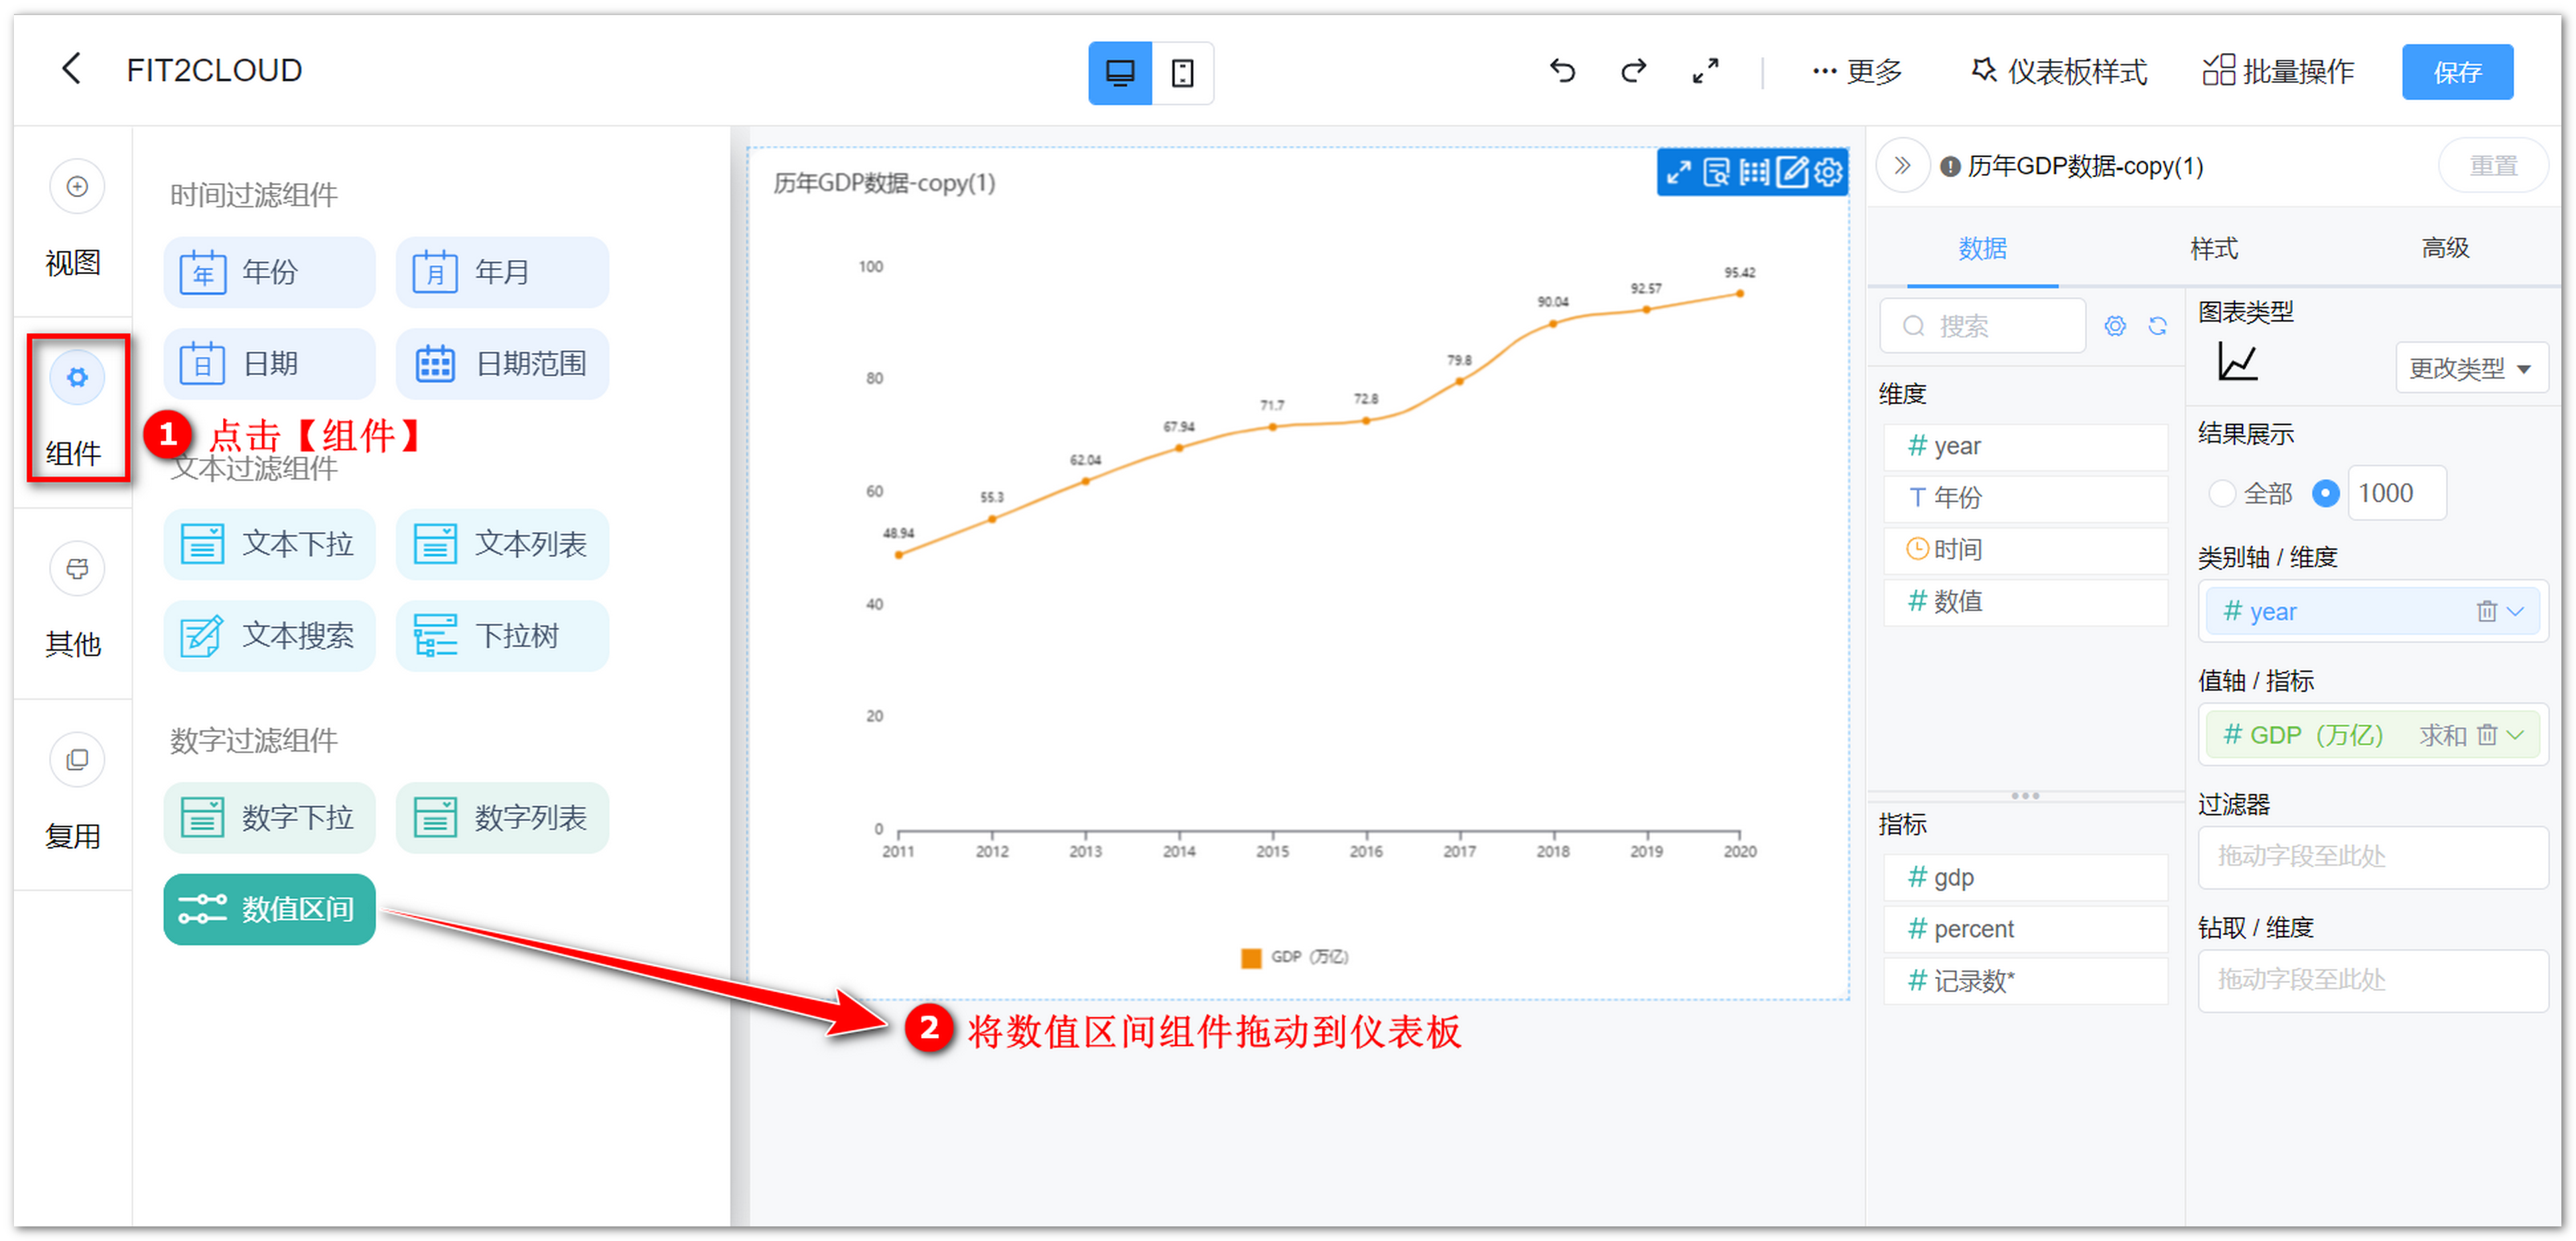 FIT2CLOUD
更多
仪表板样式
批量操作
保存
视图
组件
其他
复用
时间过滤组件
年 年份
月 年月
日 日期
日期范围
1 点击【组件】
文本过滤组件
文本下拉
文本列表
文本搜索
下拉树
数字过滤组件
数字下拉
数字列表
数值区间
历年GDP数据-copy(1)
100
80
60
40
20
0
48.94
55.3
62.04
67.94
71.7
72.8
79.8
90.04
92.57
95.42
2011 2012 2013 2014 2015 2016 2017 2018 2019 2020
GDP（万亿）
2 将数值区间组件拖动到仪表板
历年GDP数据-copy(1)
重置
数据 样式 高级
搜索
维度
# year
T 年份
时间
# 数值
指标
# gdp
# percent
# 记录数*
图表类型
更改类型
结果展示
全部 1000
类别轴 / 维度
# year
值轴 / 指标
# GDP（万亿） 求和
过滤器
拖动字段至此处
钻取 / 维度
拖动字段至此处